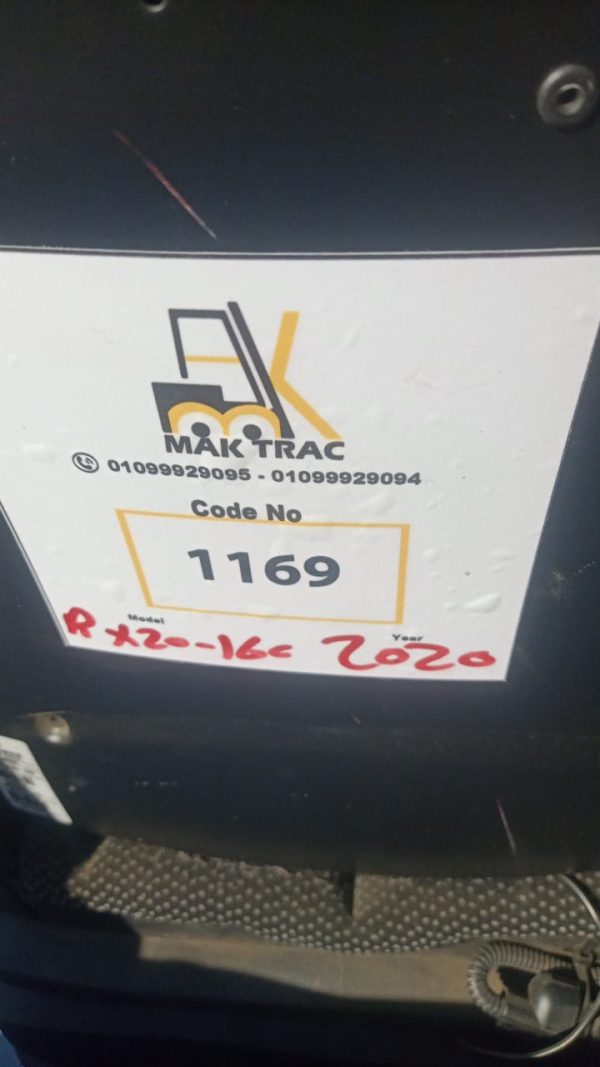 MAK TRAC
01099929095 - 01099929094
Code No
1169
Model Year
RX20-16c 2020